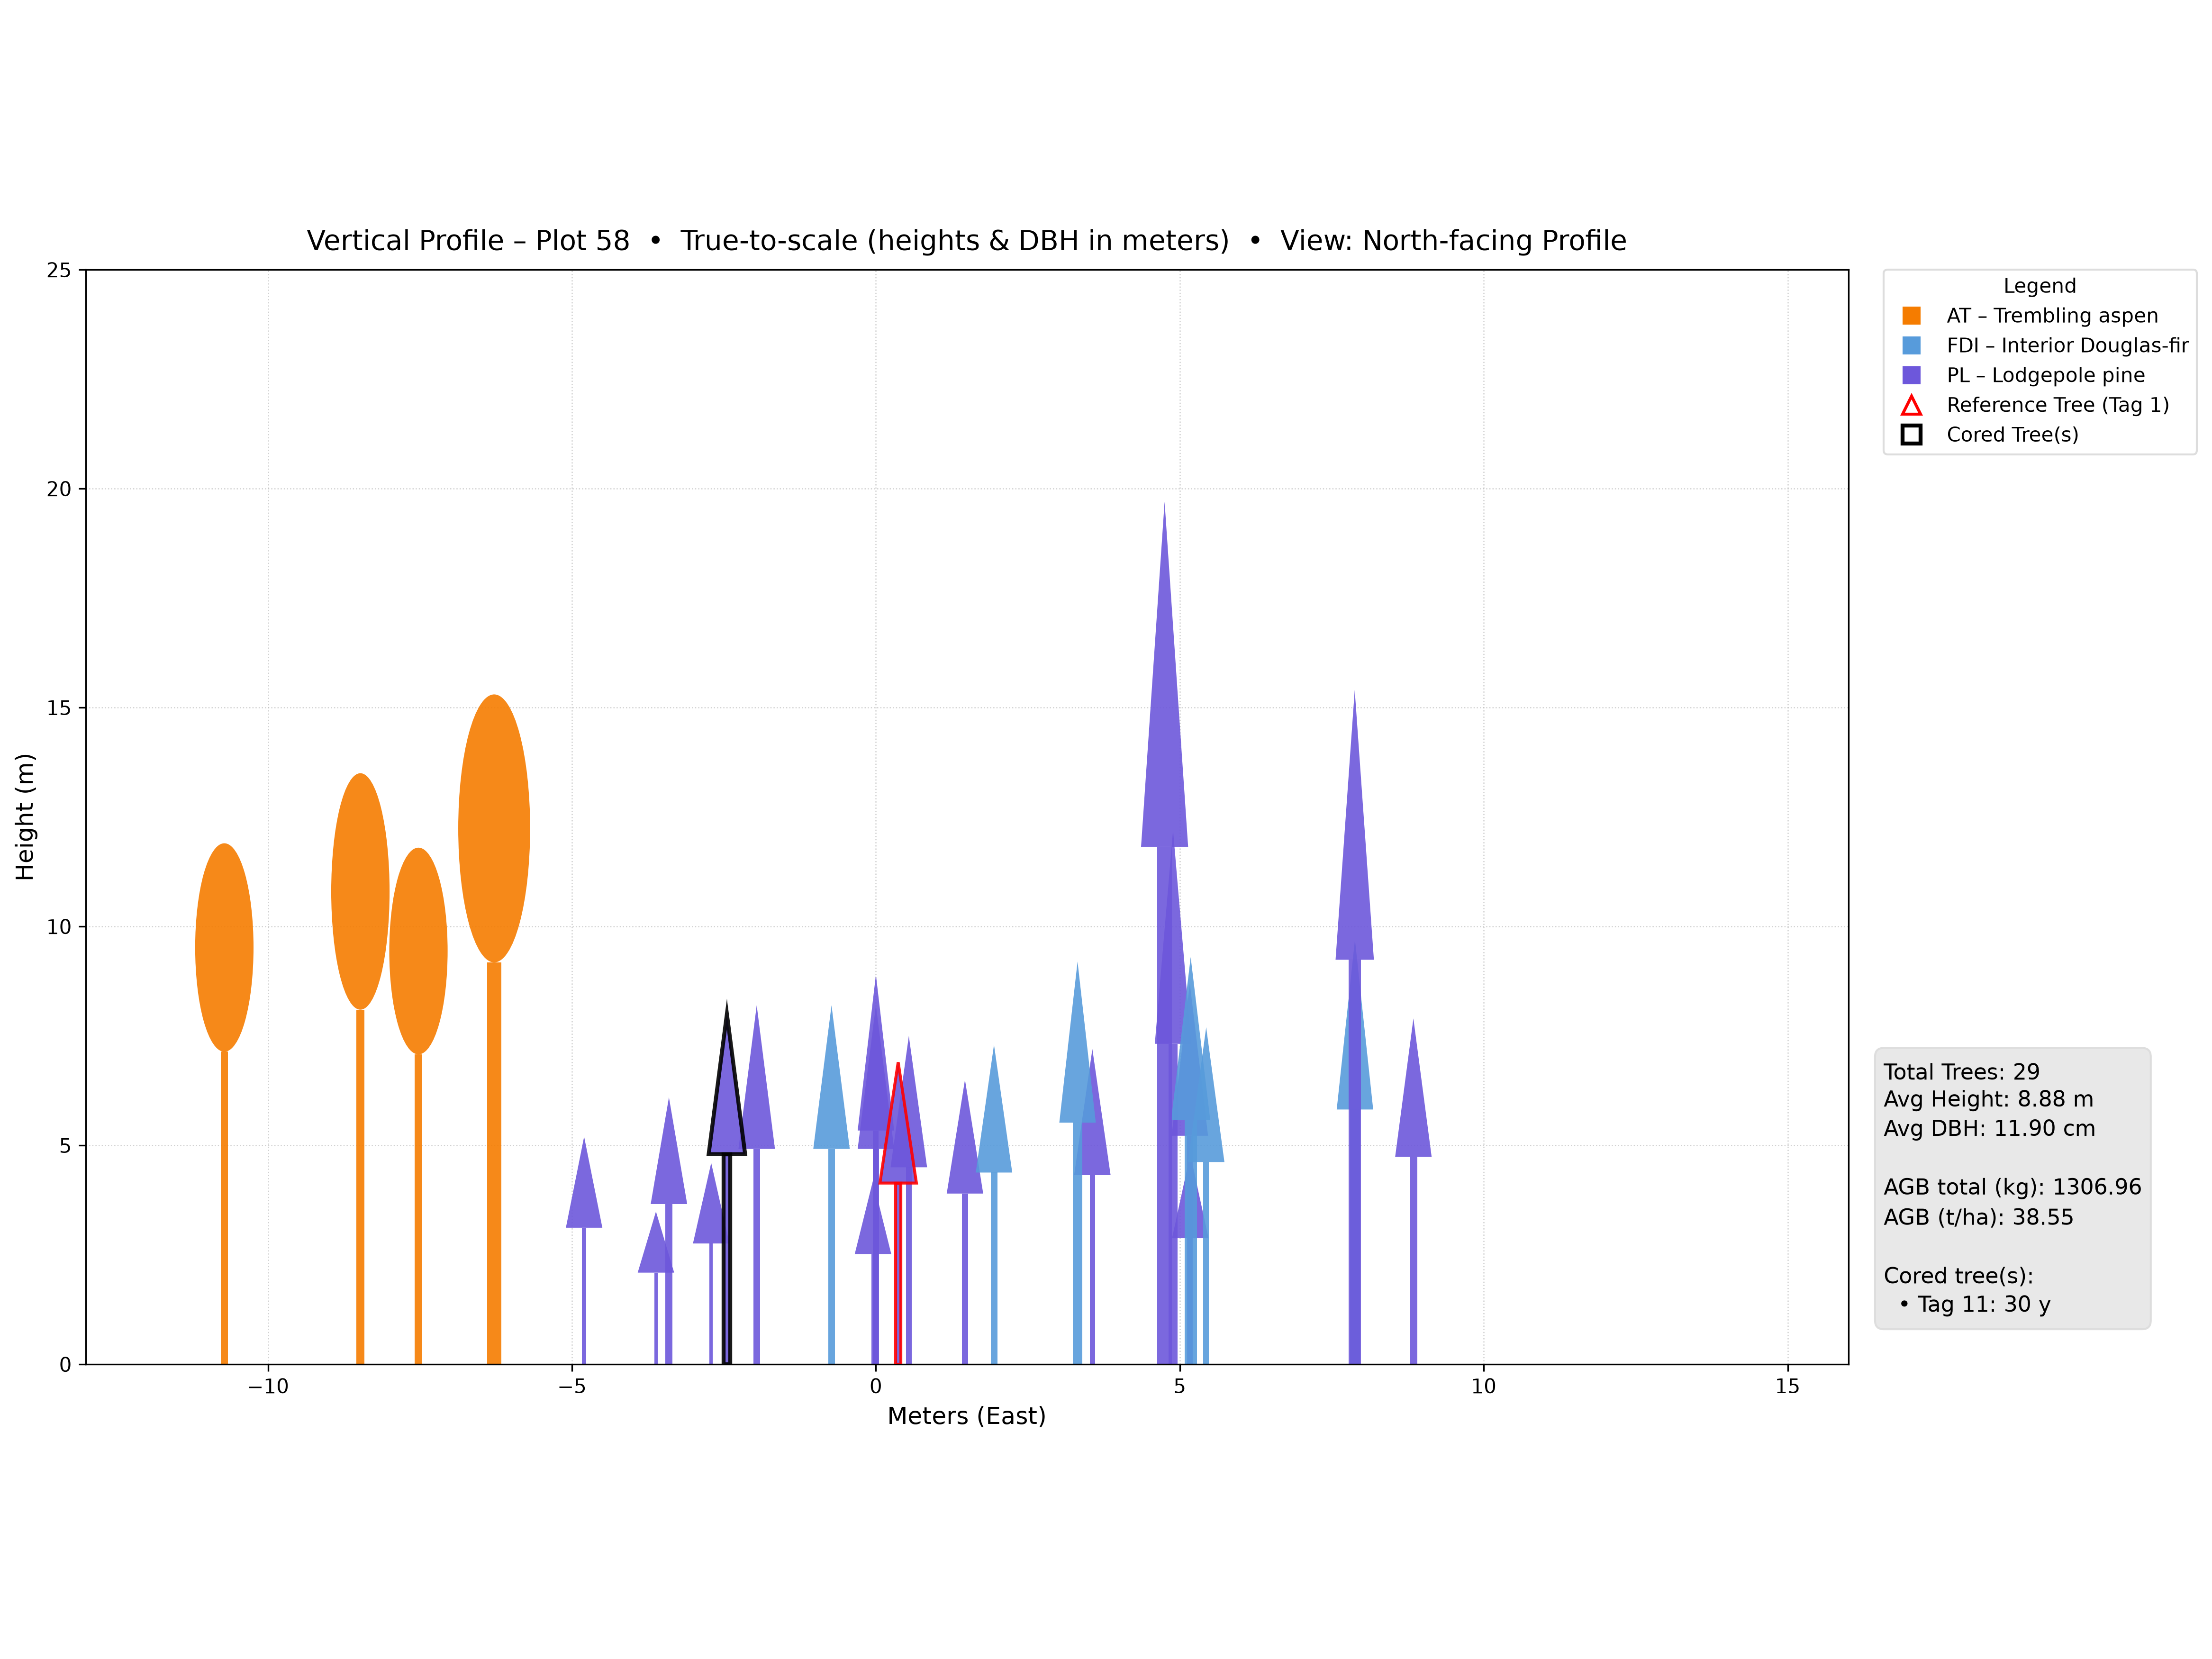 Vertical Profile – Plot 58 • True-to-scale (heights & DBH in meters) • View: North-facing Profile
25
20
15
10
5
0
Height (m)
−10
−5
0
5
10
15
Meters (East)
Legend
AT – Trembling aspen
FDI – Interior Douglas-fir
PL – Lodgepole pine
Reference Tree (Tag 1)
Cored Tree(s)
Total Trees: 29
Avg Height: 8.88 m
Avg DBH: 11.90 cm
AGB total (kg): 1306.96
AGB (t/ha): 38.55
Cored tree(s):
• Tag 11: 30 y